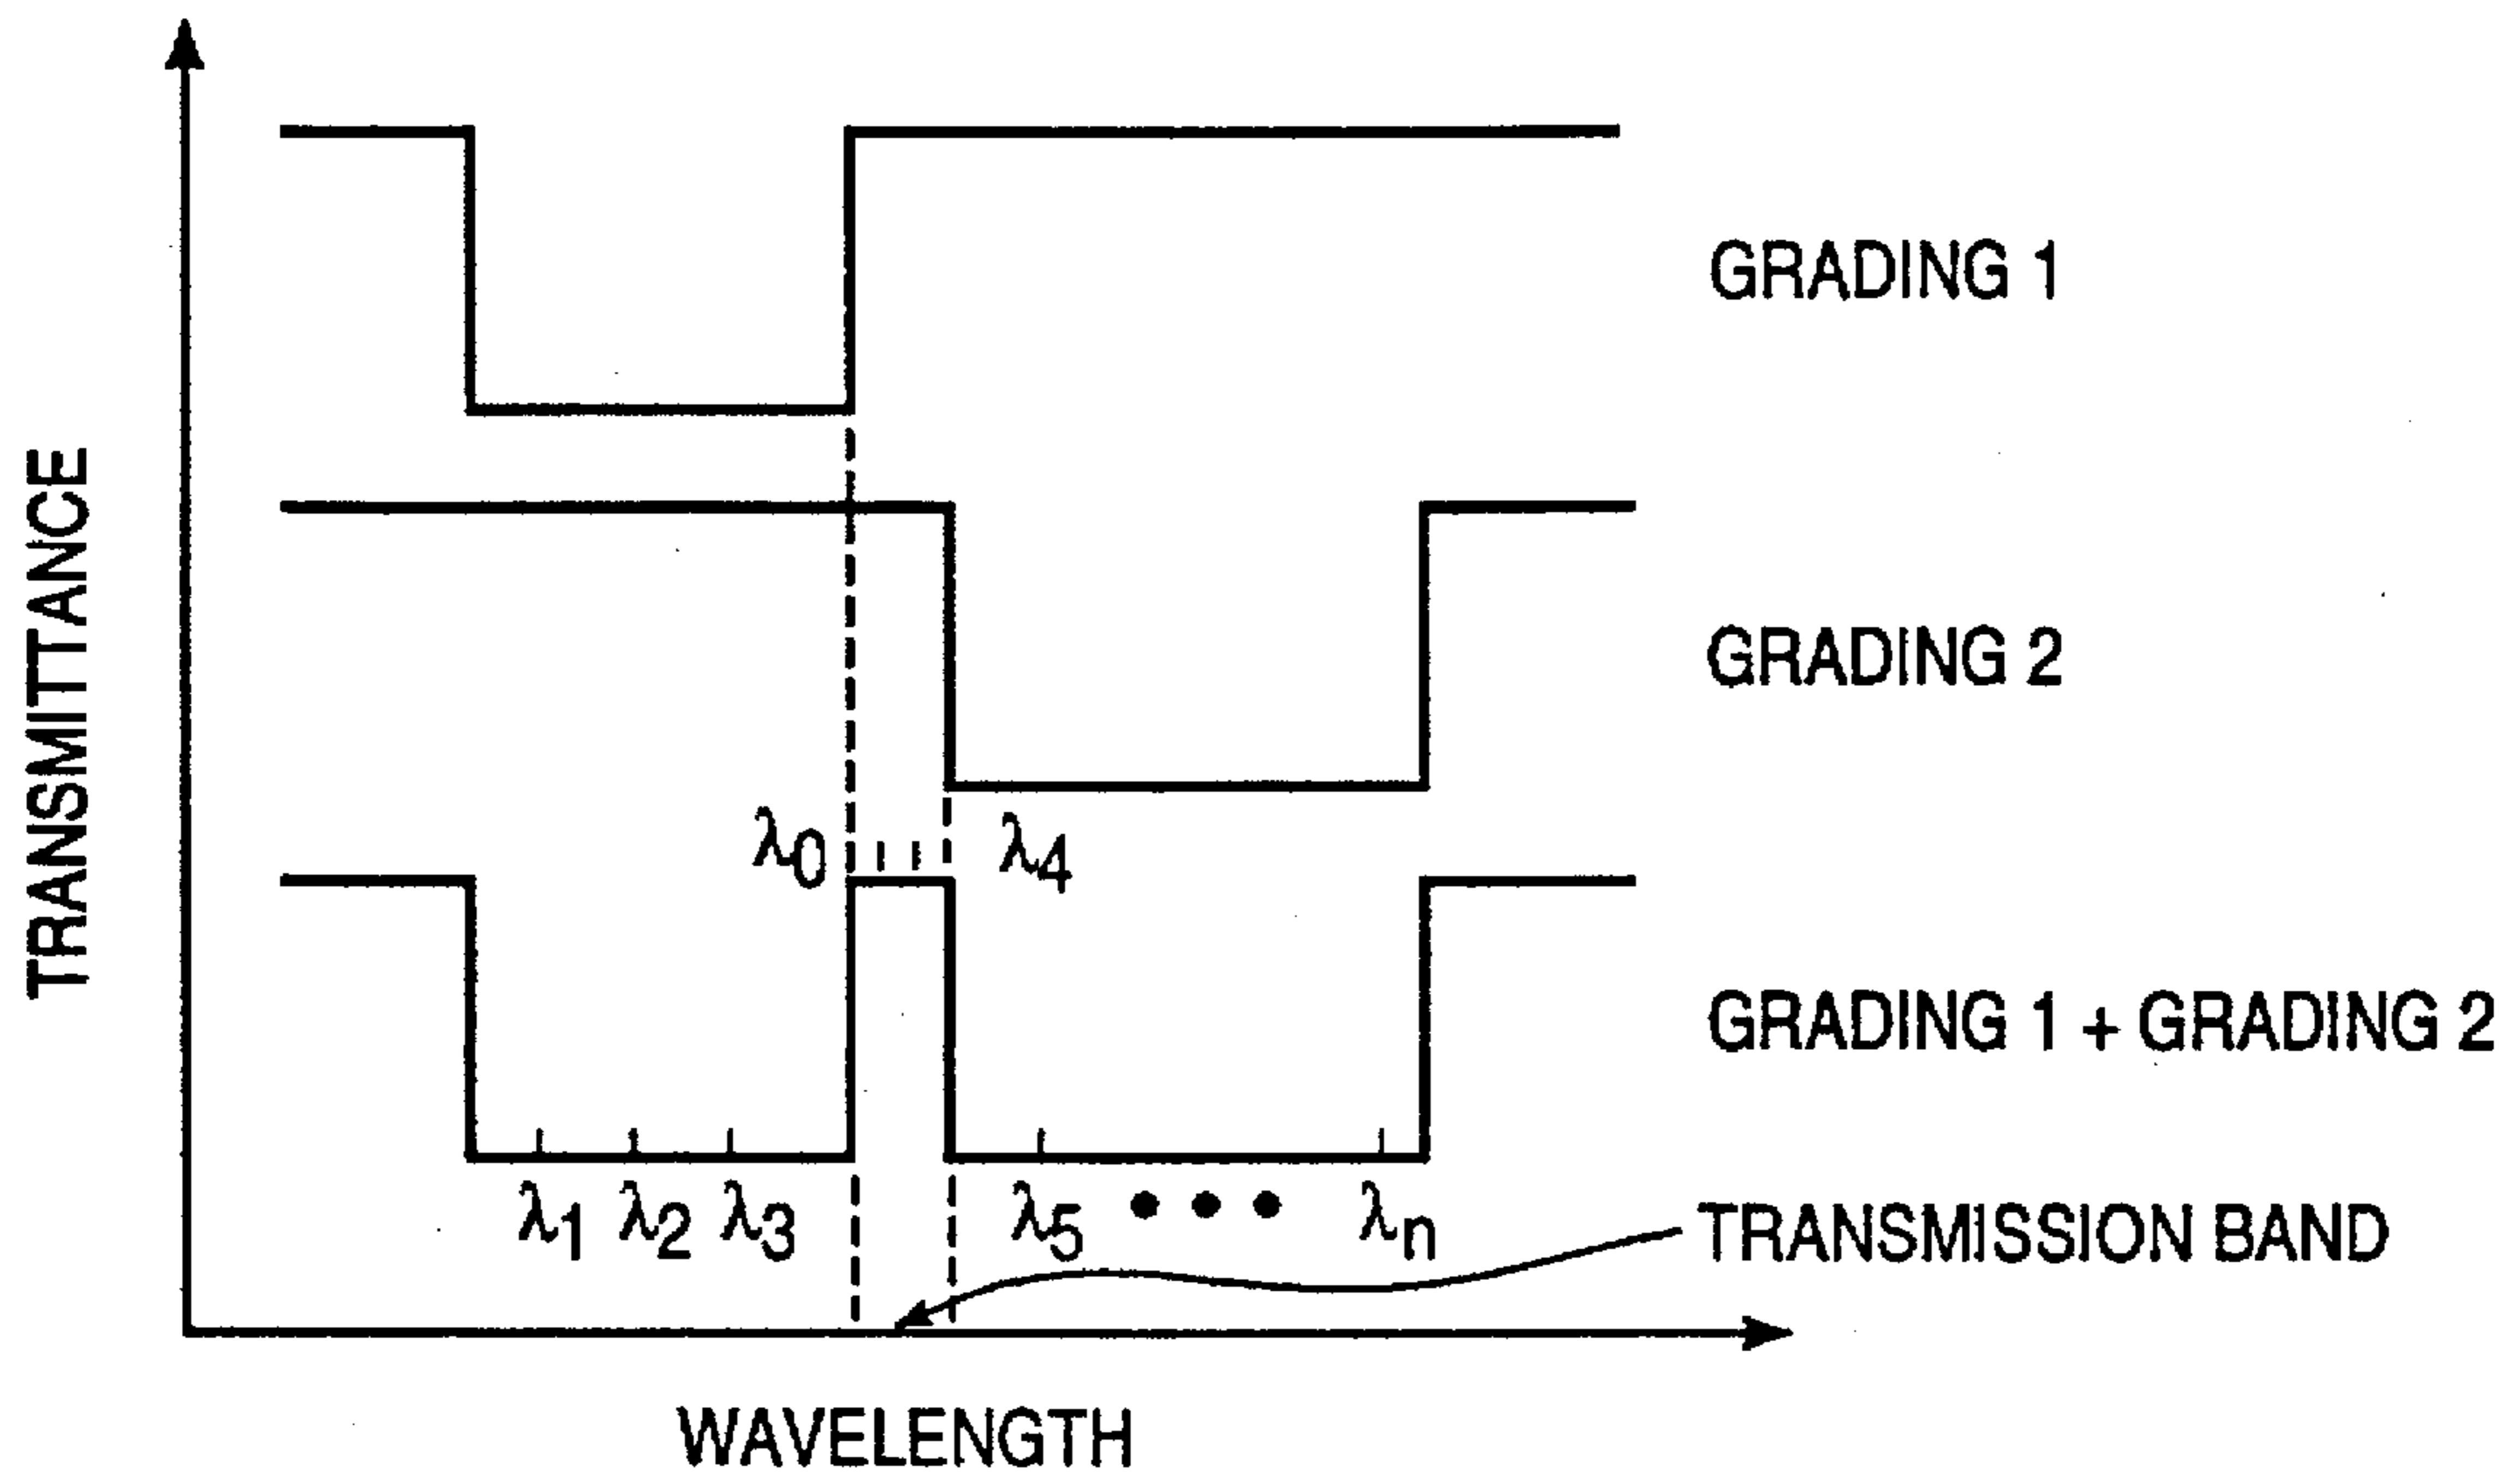 TRANSMITTANCE
GRADING 1
GRADING 2
λ0
λ4
GRADING 1 + GRADING 2
λ1 λ2 λ3 λ5 ••• λn
TRANSMISSION BAND
WAVELENGTH